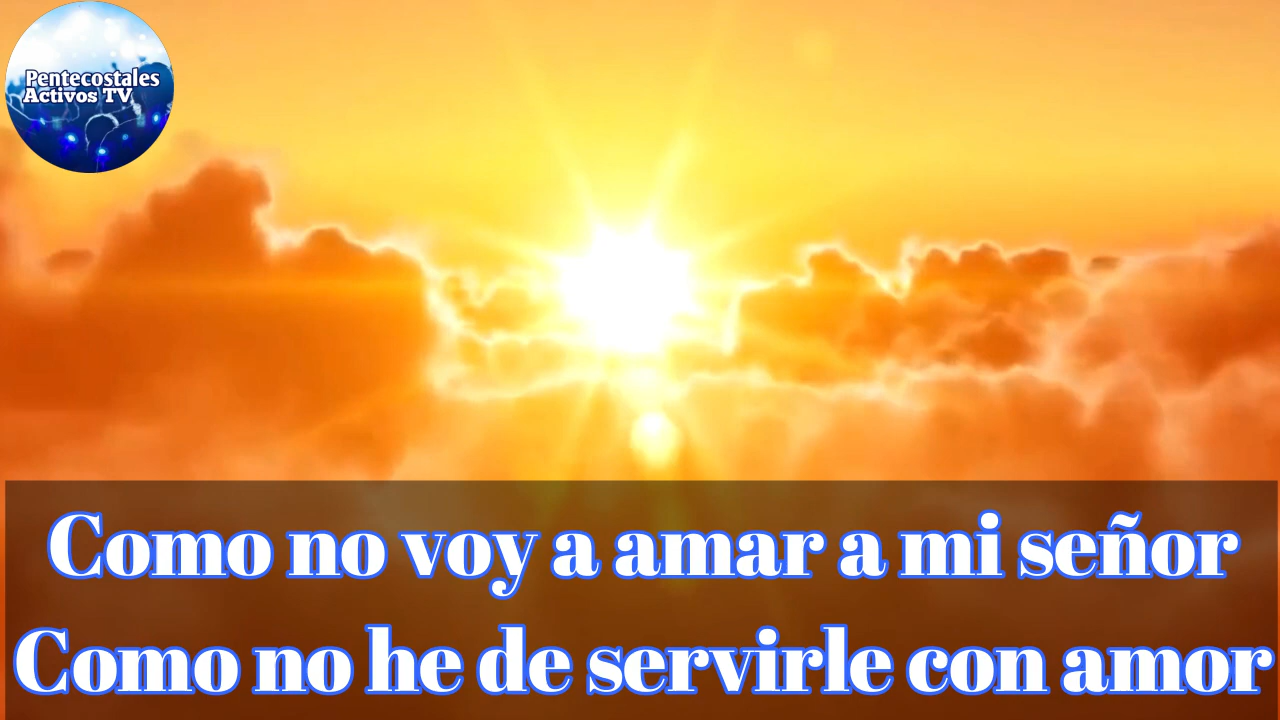 Pentecostales
Activos TV
Como no voy a amar a mi señor
Como no he de servirle con amor